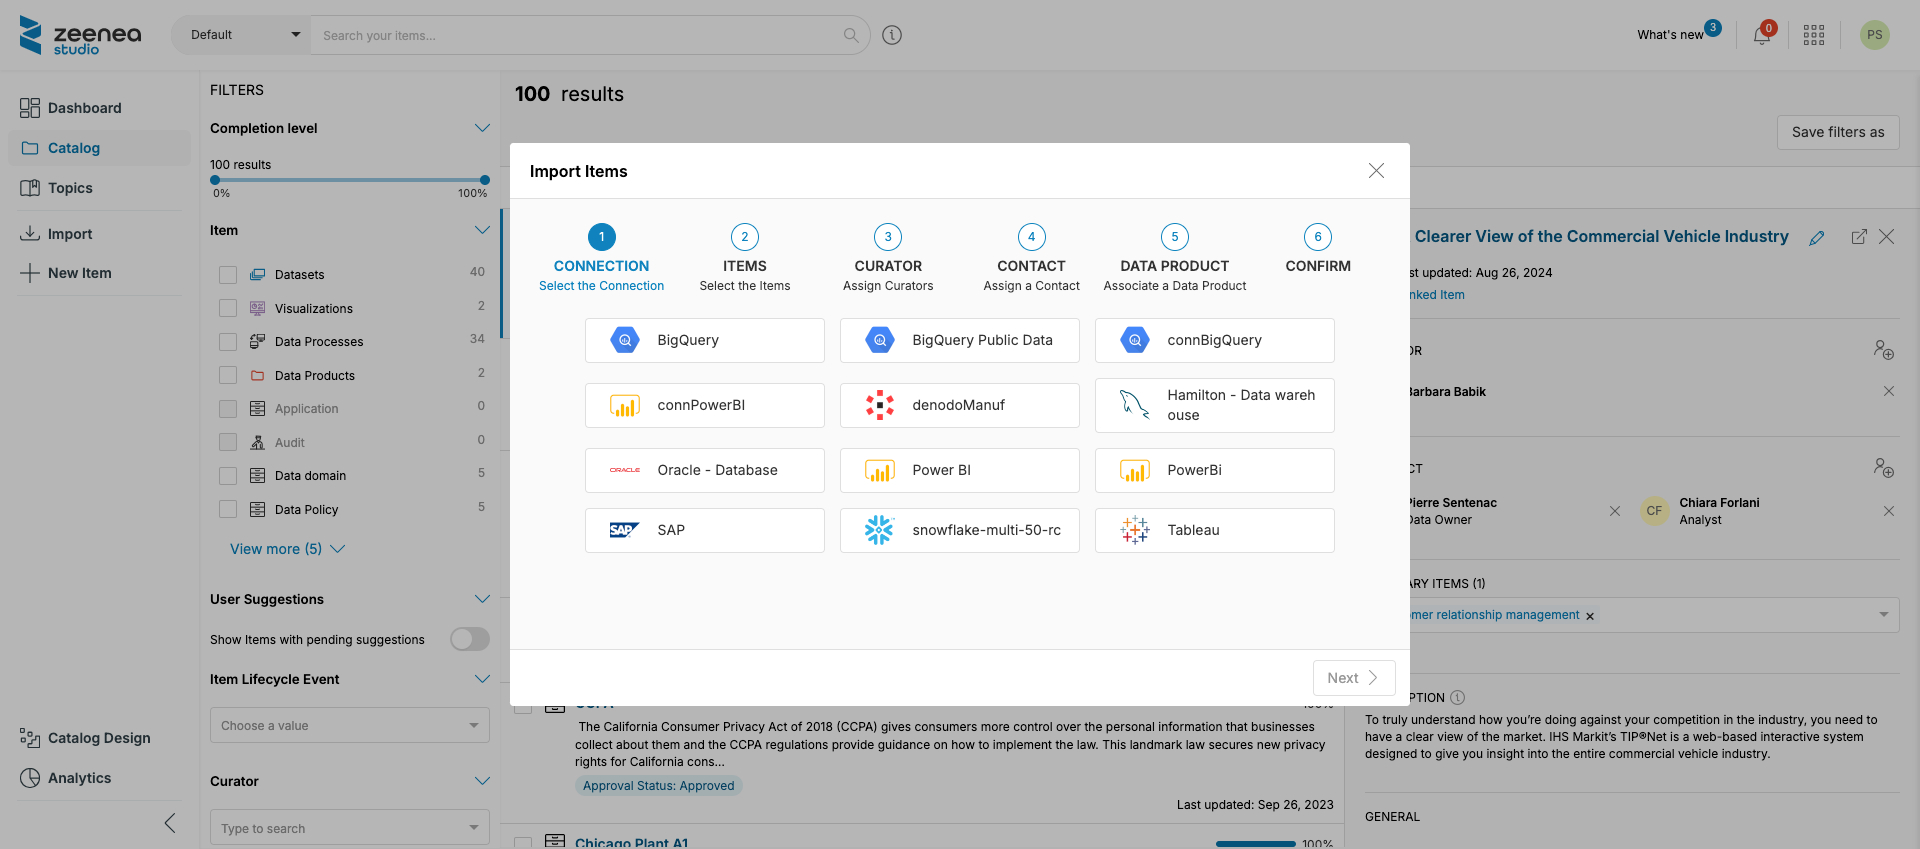 zeenea
studio
Default
Search your items...
What's new
3
0
PS
Dashboard
Catalog
Topics
Import
New Item
Catalog Design
Analytics
FILTERS
Completion level
100 results
0%
100%
Item
Datasets
40
Visualizations
2
Data Processes
34
Data Products
2
Application
0
Audit
0
Data domain
5
Data Policy
5
View more (5)
User Suggestions
Show Items with pending suggestions
Item Lifecycle Event
Choose a value
Curator
Type to search
100 results
Save filters as
Import Items
1
CONNECTION
Select the Connection
2
ITEMS
Select the Items
3
CURATOR
Assign Curators
4
CONTACT
Assign a Contact
5
DATA PRODUCT
Associate a Data Product
6
CONFIRM
BigQuery
BigQuery Public Data
connBigQuery
connPowerBI
denodoManuf
Hamilton - Data wareh
ouse
ORACLE
Oracle - Database
Power BI
PowerBi
SAP
SAP
snowflake-multi-50-rc
Tableau
Next
The California Consumer Privacy Act of 2018 (CCPA) gives consumers more control over the personal information that businesses
collect about them and the CCPA regulations provide guidance on how to implement the law. This landmark law secures new privacy
rights for California cons...
Approval Status: Approved
Last updated: Sep 26, 2023
Chicago Plant A1
100%
Clearer View of the Commercial Vehicle Industry
st updated: Aug 26, 2024
nked Item
OR
Barbara Babik
CT
Pierre Sentenac
Data Owner
CF
Chiara Forlani
Analyst
ARY ITEMS (1)
omer relationship management
PTION
To truly understand how you're doing against your competition in the industry, you need to
have a clear view of the market. IHS Markit's TIP®Net is a web-based interactive system
designed to give you insight into the entire commercial vehicle industry.
GENERAL